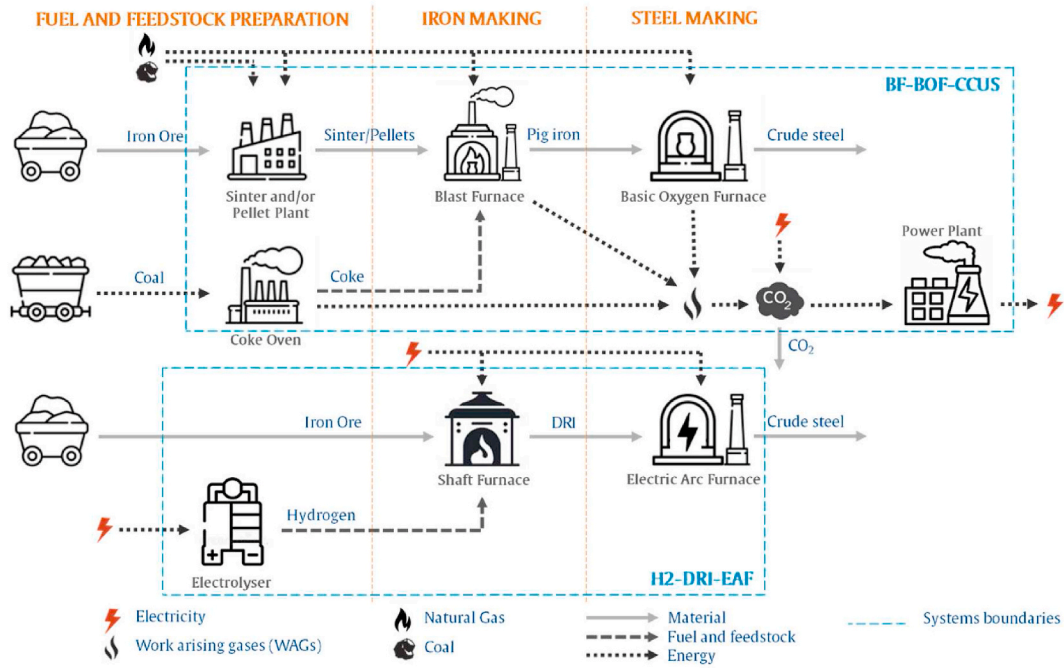 FUEL AND FEEDSTOCK PREPARATION
IRON MAKING
STEEL MAKING
BF-BOF-CCUS
Iron Ore
Sinter/Pellets
Pig iron
Crude steel
Sinter and/or
Pellet Plant
Blast Furnace
Basic Oxygen Furnace
Power Plant
Coal
Coke
CO₂
Coke Oven
CO₂
Iron Ore
DRI
Crude steel
Shaft Furnace
Electric Arc Furnace
Hydrogen
Electrolyser
H2-DRI-EAF
Electricity
Natural Gas
Material
Systems boundaries
Work arising gases (WAGs)
Coal
Fuel and feedstock
Energy